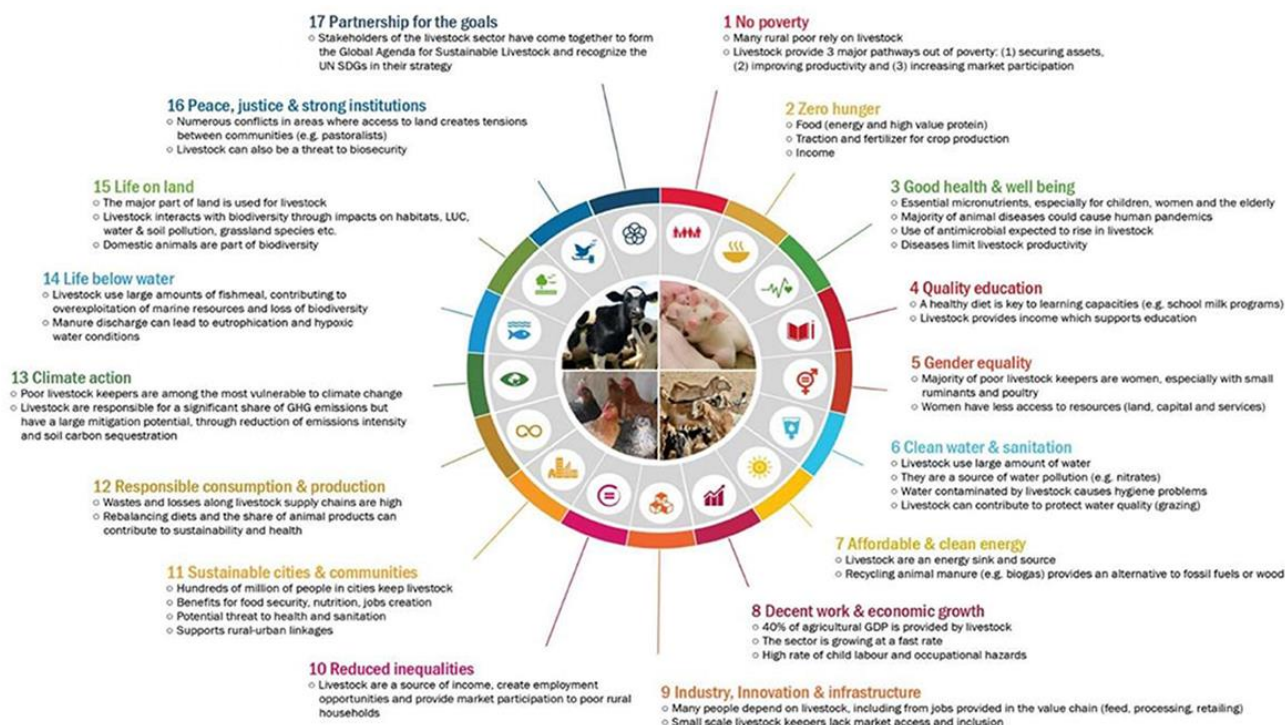 17 Partnership for the goals
○ Stakeholders of the livestock sector have come together to form
the Global Agenda for Sustainable Livestock and recognize the
UN SDGs in their strategy
1 No poverty
○ Many rural poor rely on livestock
○ Livestock provide 3 major pathways out of poverty: (1) securing assets,
(2) improving productivity and (3) increasing market participation
16 Peace, justice & strong institutions
○ Numerous conflicts in areas where access to land creates tensions
between communities (e.g. pastoralists)
○ Livestock can also be a threat to biosecurity
2 Zero hunger
○ Food (energy and high value protein)
○ Traction and fertilizer for crop production
○ Income
15 Life on land
○ The major part of land is used for livestock
○ Livestock interacts with biodiversity through impacts on habitats, LUC,
water & soil pollution, grassland species etc.
○ Domestic animals are part of biodiversity
3 Good health & well being
○ Essential micronutrients, especially for children, women and the elderly
○ Majority of animal diseases could cause human pandemics
○ Use of antimicrobial expected to rise in livestock
○ Diseases limit livestock productivity
14 Life below water
○ Livestock use large amounts of fishmeal, contributing to
overexploitation of marine resources and loss of biodiversity
○ Manure discharge can lead to eutrophication and hypoxic
water conditions
4 Quality education
○ A healthy diet is key to learning capacities (e.g. school milk programs)
○ Livestock provides income which supports education
13 Climate action
○ Poor livestock keepers are among the most vulnerable to climate change
○ Livestock are responsible for a significant share of GHG emissions but
have a large mitigation potential, through reduction of emissions intensity
and soil carbon sequestration
5 Gender equality
○ Majority of poor livestock keepers are women, especially with small
ruminants and poultry
○ Women have less access to resources (land, capital and services)
12 Responsible consumption & production
○ Wastes and losses along livestock supply chains are high
○ Rebalancing diets and the share of animal products can
contribute to sustainability and health
6 Clean water & sanitation
○ Livestock use large amount of water
○ They are a source of water pollution (e.g. nitrates)
○ Water contaminated by livestock causes hygiene problems
○ Livestock can contribute to protect water quality (grazing)
11 Sustainable cities & communities
○ Hundreds of million of people in cities keep livestock
○ Benefits for food security, nutrition, jobs creation
○ Potential threat to health and sanitation
○ Supports rural-urban linkages
7 Affordable & clean energy
○ Livestock are an energy sink and source
○ Recycling animal manure (e.g. biogas) provides an alternative to fossil fuels or wood
10 Reduced inequalities
○ Livestock are a source of income, create employment
opportunities and provide market participation to poor rural
households
8 Decent work & economic growth
○ 40% of agricultural GDP is provided by livestock
○ The sector is growing at a fast rate
○ High rate of child labour and occupational hazards
9 Industry, Innovation & infrastructure
○ Many people depend on livestock, including from jobs provided in the value chain (feed, processing, retailing)
○ Small scale livestock keepers lack market access and inclusion